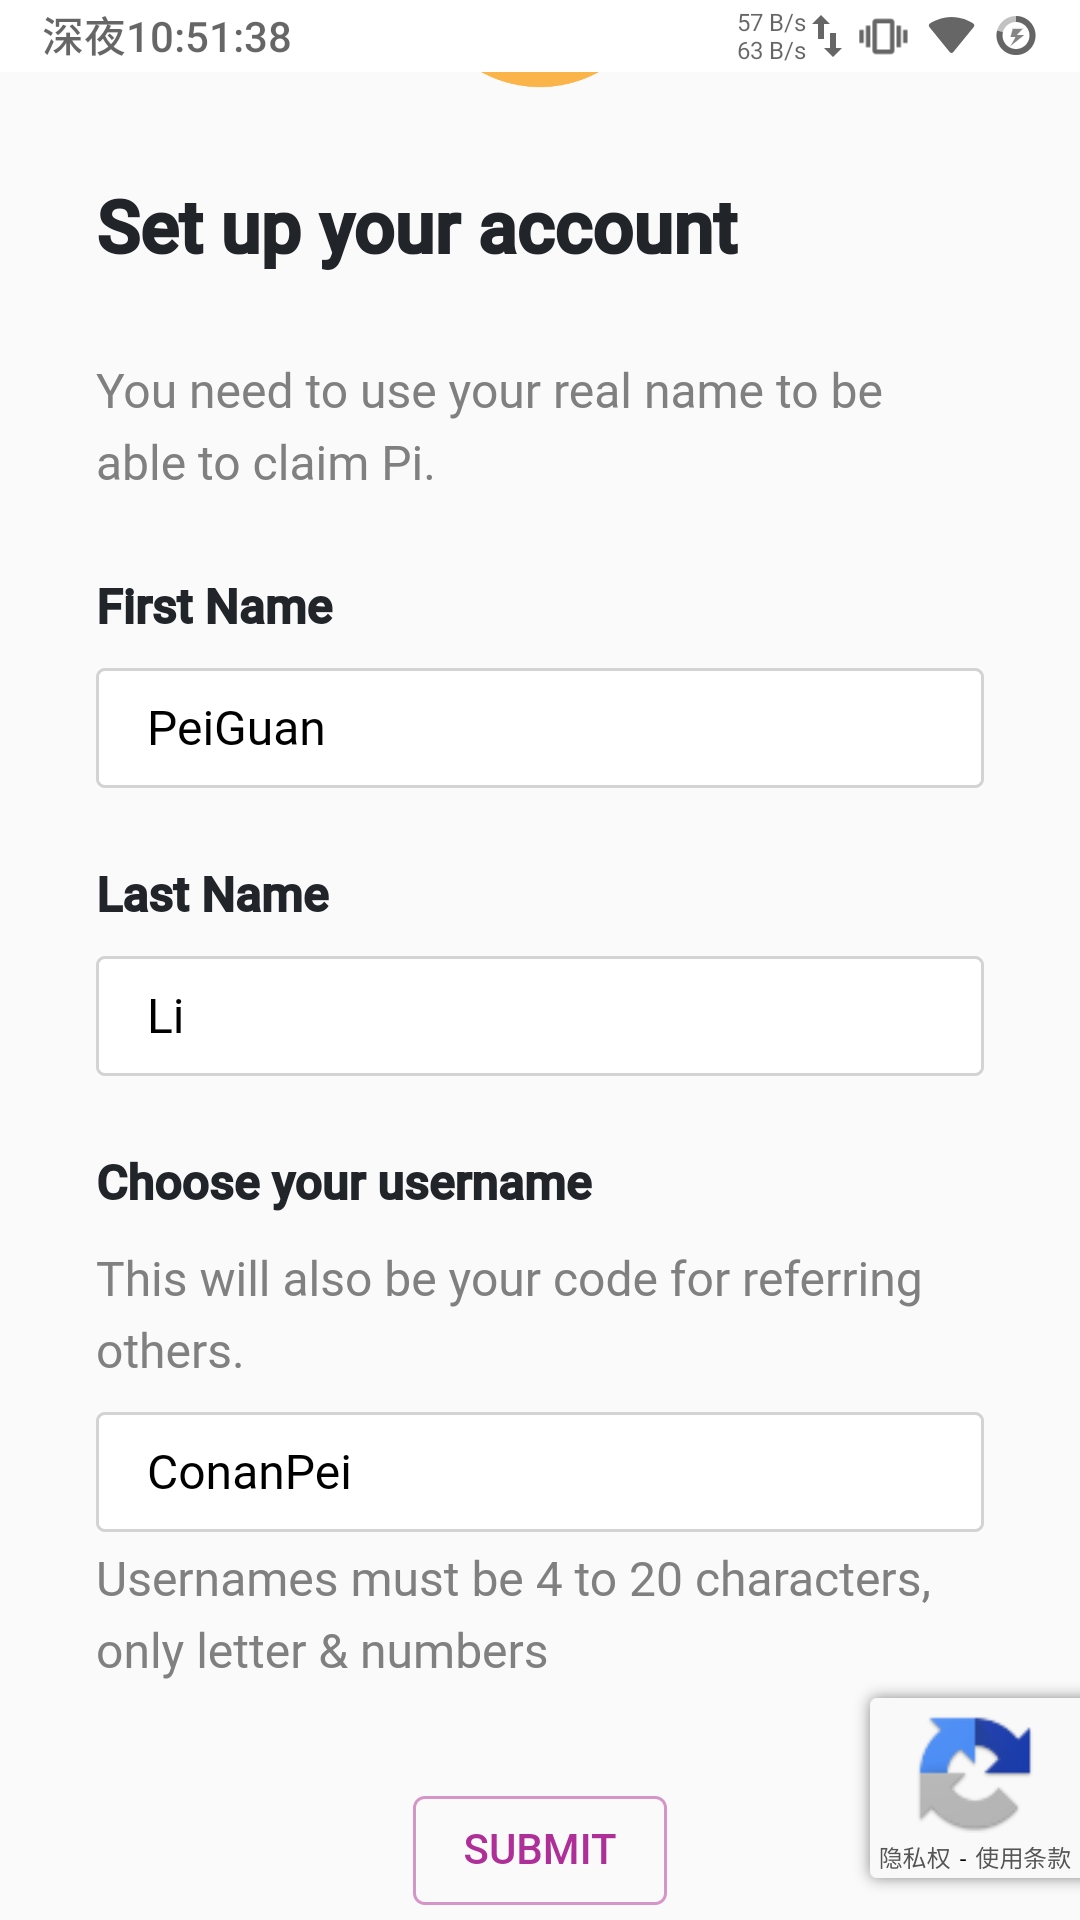 深夜10:51:38
57 B/s
63 B/s
Set up your account
You need to use your real name to be
able to claim Pi.
First Name
PeiGuan
Last Name
Li
Choose your username
This will also be your code for referring
others.
ConanPei
Usernames must be 4 to 20 characters,
only letter & numbers
SUBMIT
隐私权 - 使用条款